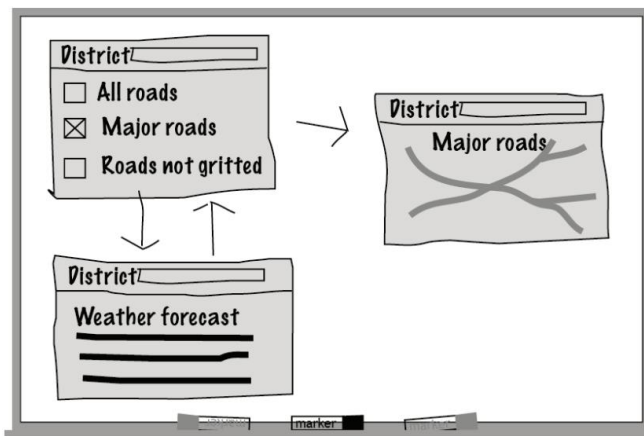 District
All roads
Major roads
Roads not gritted
District
Major roads
District
Weather forecast
marker